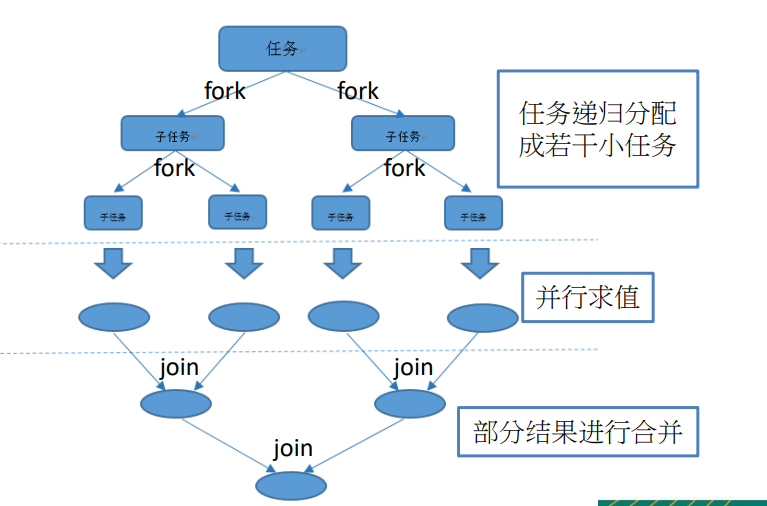 任务
fork
fork
任务递归分配
成若干小任务
子任务
子任务
fork
fork
子任务
子任务
子任务
子任务
并行求值
join
join
部分结果进行合并
join